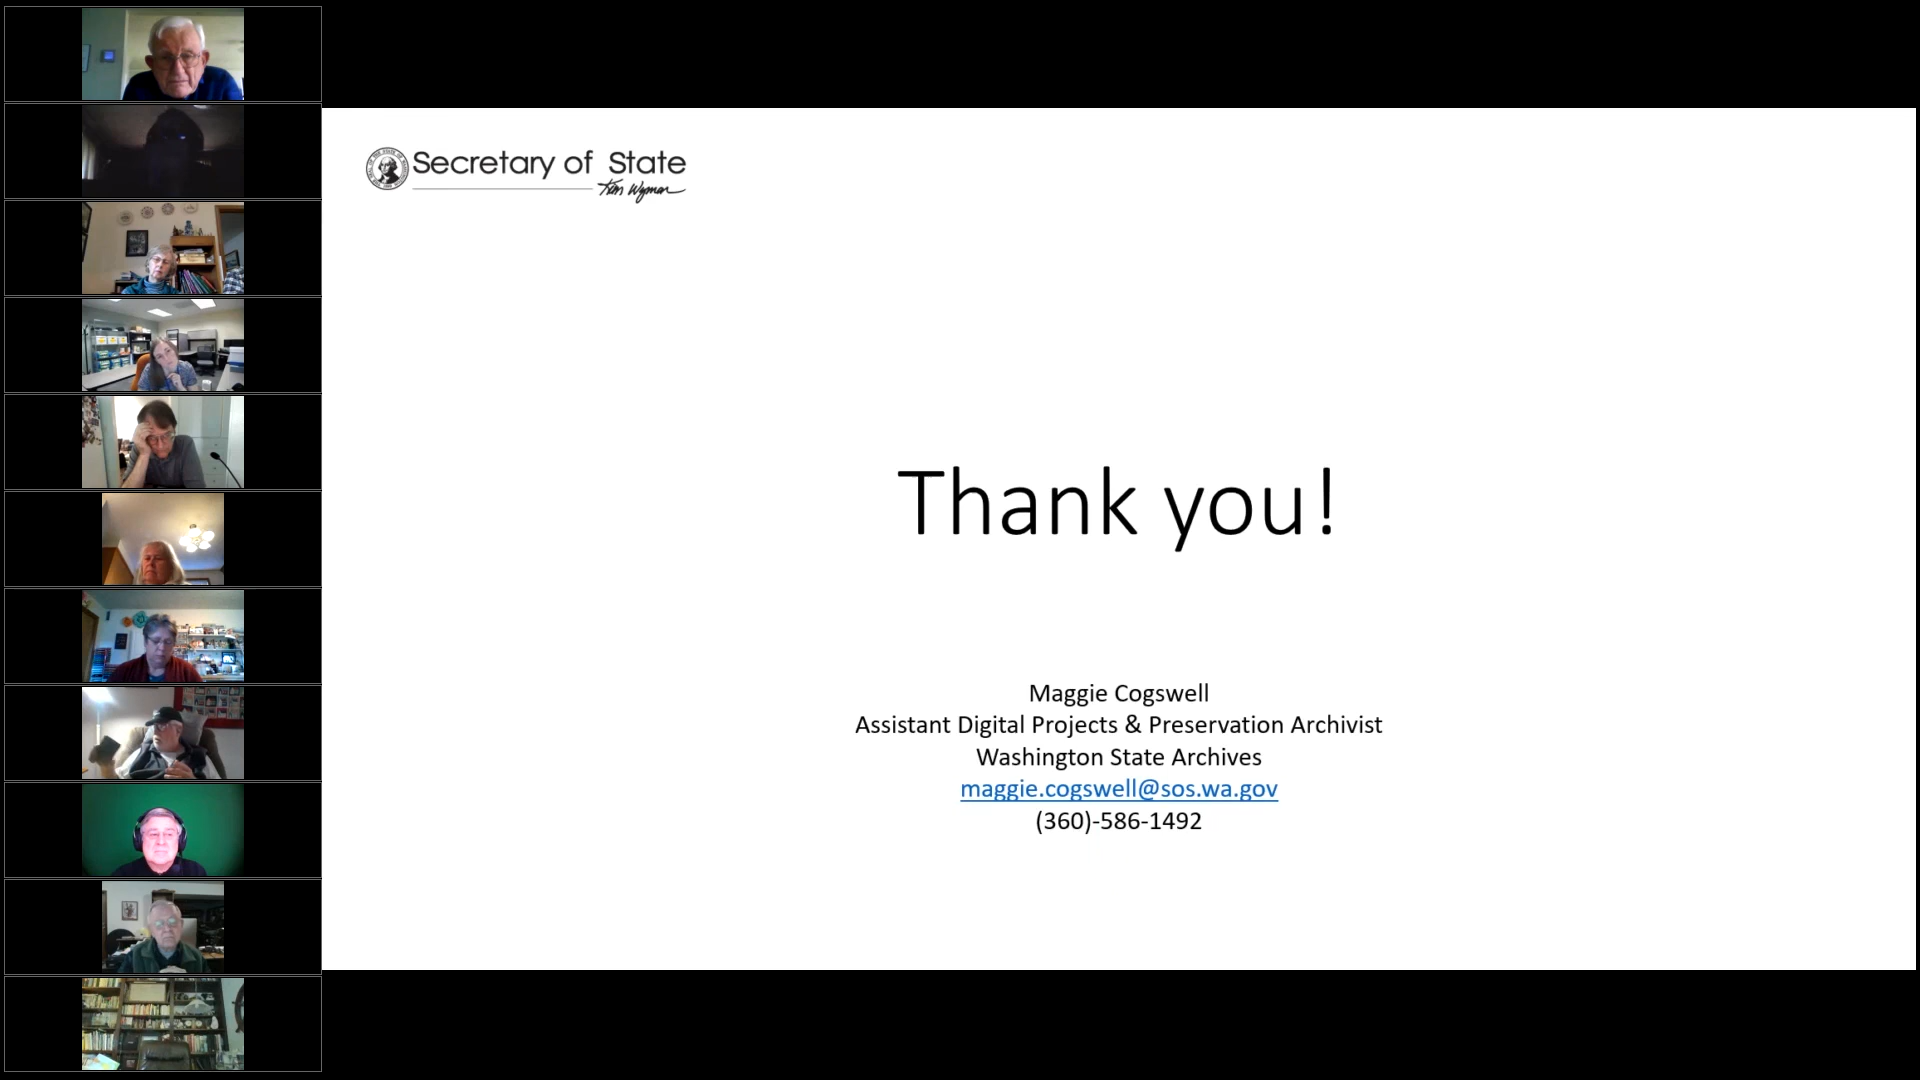 Secretary of State
Kim Wyman
Thank you!
Maggie Cogswell
Assistant Digital Projects & Preservation Archivist
Washington State Archives
maggie.cogswell@sos.wa.gov
(360)-586-1492